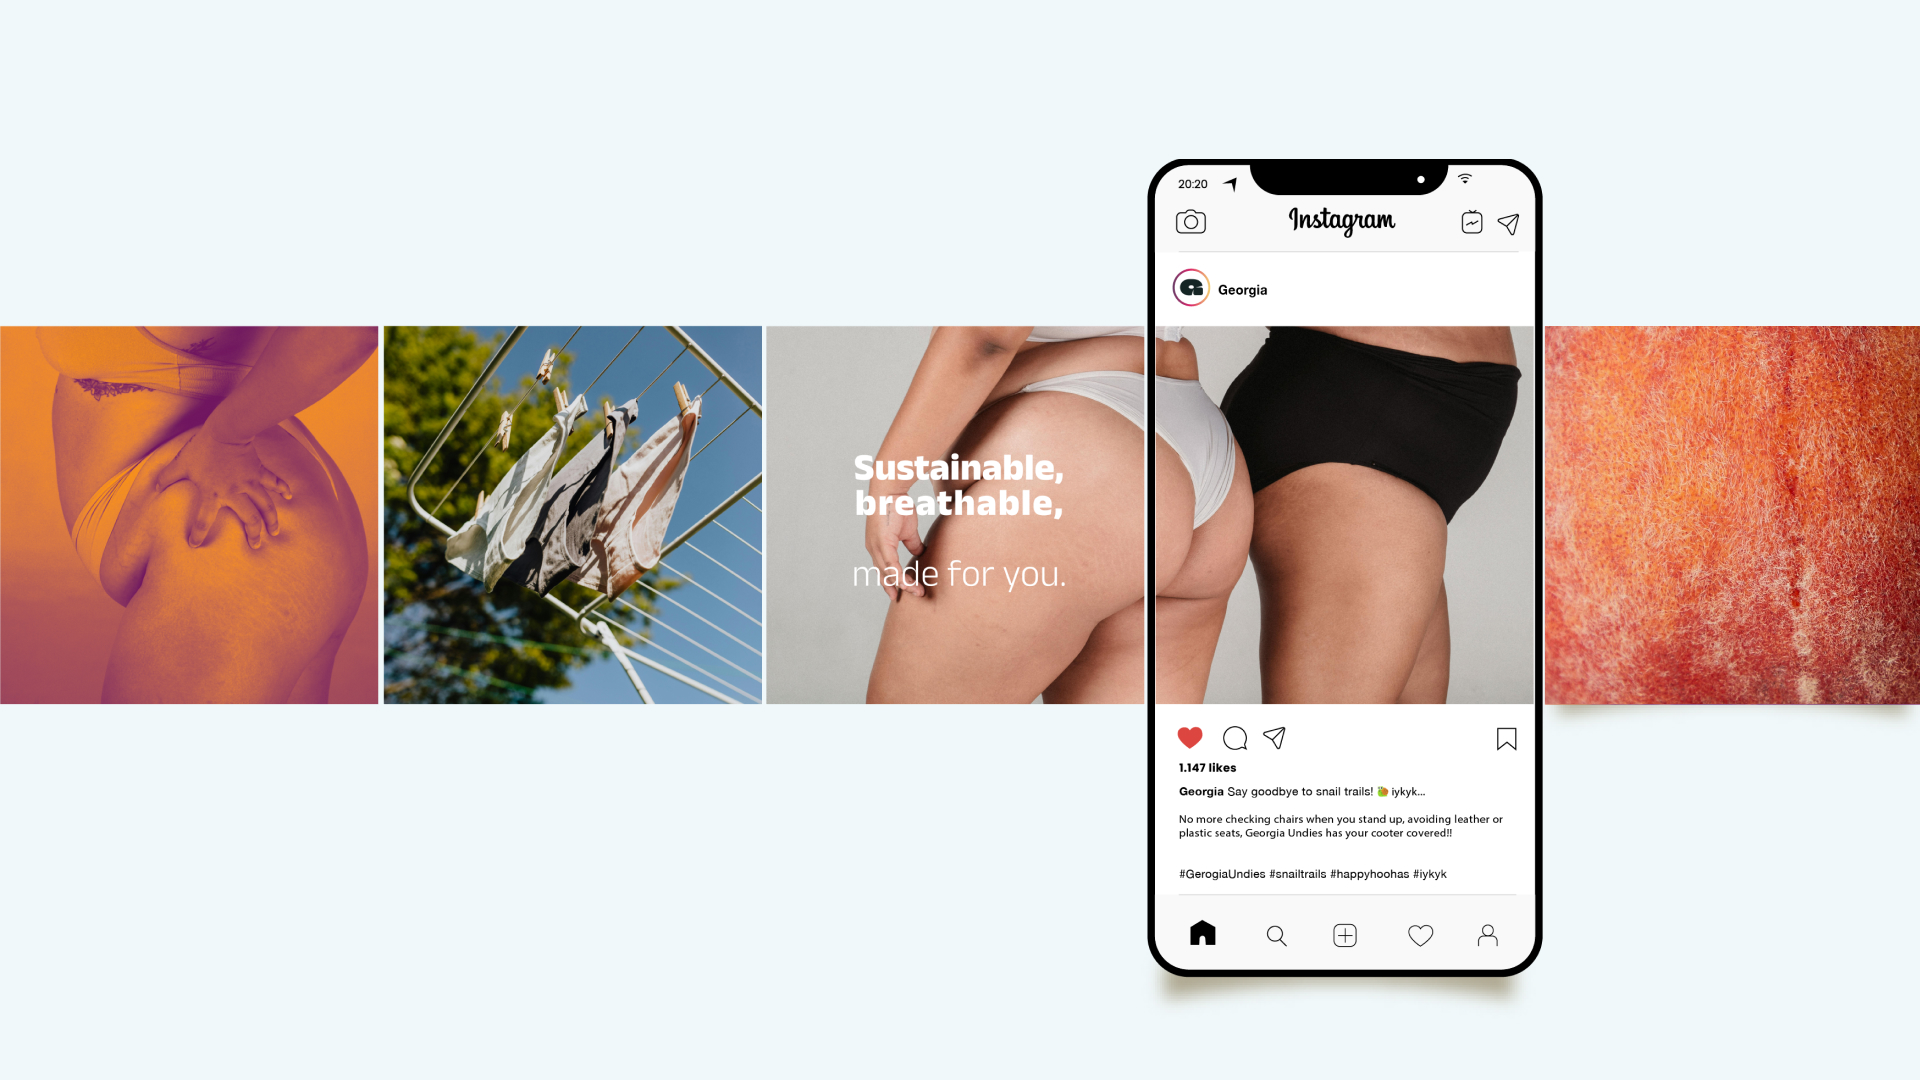 20:20
Instagram
Georgia
Sustainable,
breathable,
made for you.
1.147 likes
Georgia Say goodbye to snail trails! iykyk...
No more checking chairs when you stand up, avoiding leather or
plastic seats, Georgia Undies has your cooter covered!!
#GerogiaUndies #snailtrails #happyhoohas #iykyk